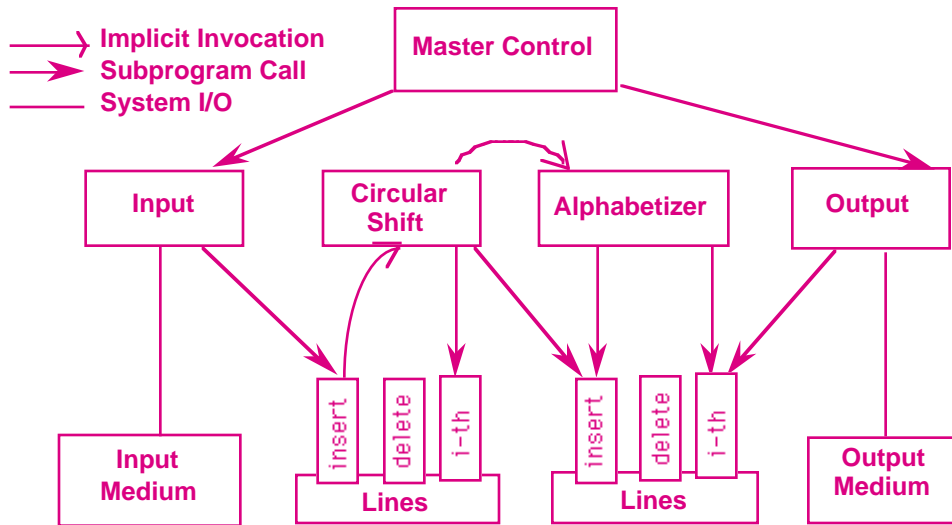 Implicit Invocation
Subprogram Call
System I/O
Master Control
Input
Circular
Shift
Alphabetizer
Output
insert
delete
i-th
insert
delete
i-th
Input
Medium
Lines
Lines
Output
Medium